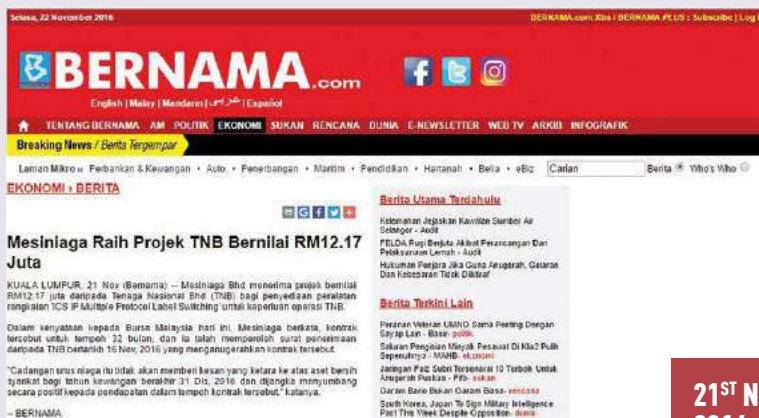 Selasa, 22 November 2016
BERNAMA.com Xtra | BERNAMA PLUS : Subscribe | Log
BERNAMA.com
English | Malay | Mandarin | عربي | Español
TENTANG BERNAMA AM POLITIK EKONOMI SUKAN RENCANA DUNIA E-NEWSLETTER WEB TV ARKIB INFOGRAFIK
Breaking News / Berita Tergempar
Laman Mikro » Perbankan & Kewangan • Auto • Penerbangan • Maritim • Pendidikan • Hartanah • Belia • eBiz Carian Berita Who's Who
EKONOMI > BERITA
Mesiniaga Raih Projek TNB Bernilai RM12.17
Juta
KUALA LUMPUR, 21 Nov (Bernama) -- Mesiniaga Bhd menerima projek bernilai
RM12.17 juta daripada Tenaga Nasional Bhd (TNB) bagi penyediaan peralatan
rangkaian 'ICS IP Multiple Protocol Label Switching' untuk keperluan operasi TNB.
Dalam kenyataan kepada Bursa Malaysia hari ini, Mesiniaga berkata, kontrak
tersebut untuk tempoh 32 bulan, dan ia telah memperoleh surat penerimaan
daripada TNB bertarikh 16 Nov, 2016 yang menganugerahkan kontrak tersebut.
"Cadangan urus niaga itu tidak akan memberi kesan yang ketara ke atas aset bersih
syarikat bagi tahun kewangan berakhir 31 Dis, 2016 dan dijangka menyumbang
secara positif kepada pendapatan dalam tempoh kontrak tersebut," katanya.
-- BERNAMA
Berita Utama Terdahulu
Kelemahan Jejaskan Kawalan Sumber Air
Selangor - Audit
FELDA Rugi Berjuta Akibat Perancangan Dan
Pelaksanaan Lemah - Audit
Hukuman Penjara Jika Guna Anugerah, Gelaran
Dan Kebesaran Tidak Diiktiraf
Berita Terkini Lain
Peranan Veteran UMNO Sama Penting Dengan
Sayap Lain - Basir- politik
Saluran Pengisian Minyak Pesawat Di Klia2 Pulih
Sepenuhnya - MAHB- ekonomi
Jaringan Faiz Subri Tersenarai 10 Terbaik Untuk
Anugerah Puskas - Fifa- sukan
Garam Bario Bukan Garam Biasa- rencana
South Korea, Japan To Sign Military Intelligence
Pact This Week Despite Opposition- dunia
21ST N